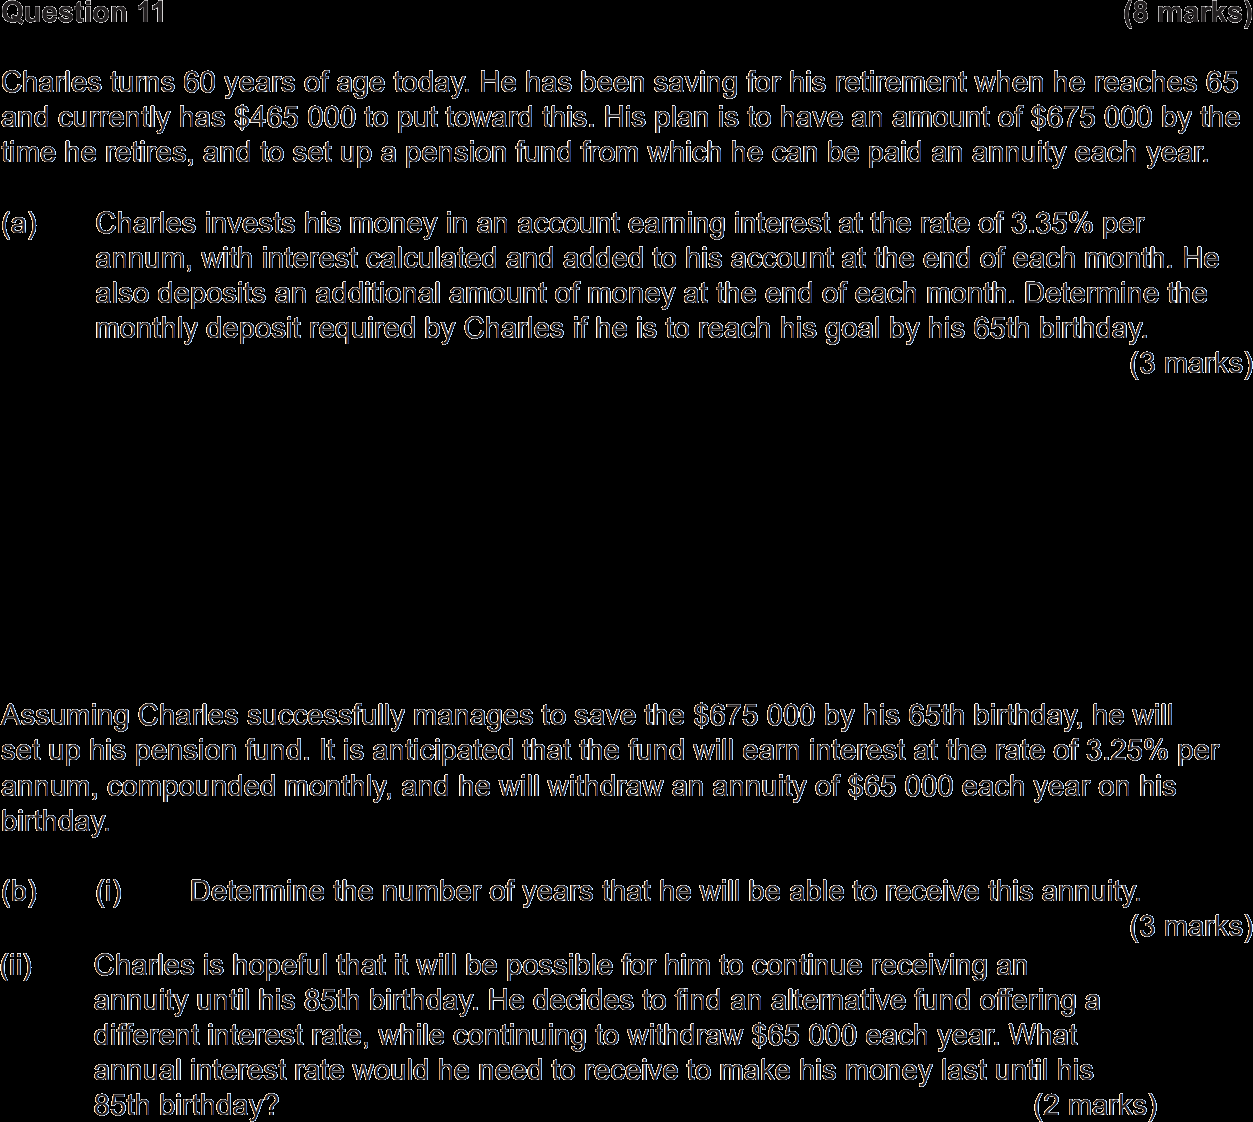 Question 11 (8 marks)
Charles turns 60 years of age today. He has been saving for his retirement when he reaches 65
and currently has $465 000 to put toward this. His plan is to have an amount of $675 000 by the
time he retires, and to set up a pension fund from which he can be paid an annuity each year.
(a) Charles invests his money in an account earning interest at the rate of 3.35% per
annum, with interest calculated and added to his account at the end of each month. He
also deposits an additional amount of money at the end of each month. Determine the
monthly deposit required by Charles if he is to reach his goal by his 65th birthday.
(3 marks)
Assuming Charles successfully manages to save the $675 000 by his 65th birthday, he will
set up his pension fund. It is anticipated that the fund will earn interest at the rate of 3.25% per
annum, compounded monthly, and he will withdraw an annuity of $65 000 each year on his
birthday.
(b) (i) Determine the number of years that he will be able to receive this annuity.
(3 marks)
(ii) Charles is hopeful that it will be possible for him to continue receiving an
annuity until his 85th birthday. He decides to find an alternative fund offering a
different interest rate, while continuing to withdraw $65 000 each year. What
annual interest rate would he need to receive to make his money last until his
85th birthday? (2 marks)